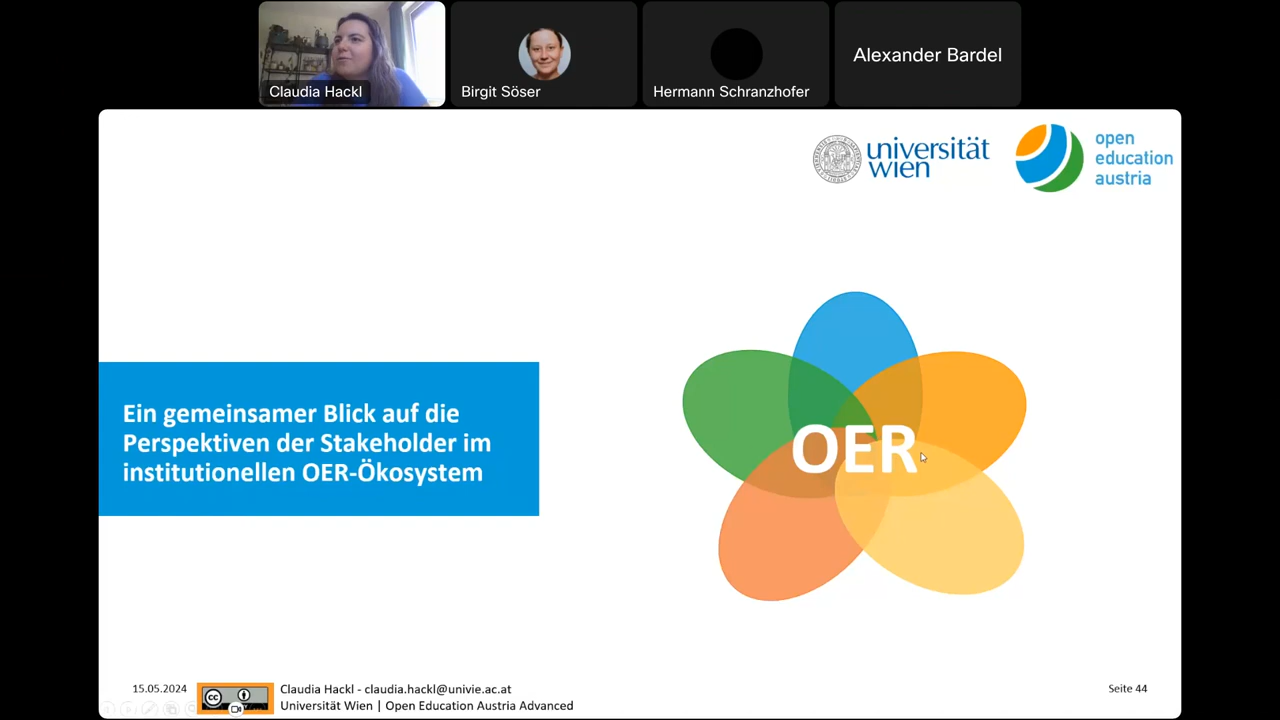 Claudia Hackl
Birgit Söser
Hermann Schranzhofer
Alexander Bardel
universität
wien
open
education
austria
Ein gemeinsamer Blick auf die
Perspektiven der Stakeholder im
institutionellen OER-Ökosystem
OER
15.05.2024
cc
Claudia Hackl - claudia.hackl@univie.ac.at
Universität Wien | Open Education Austria Advanced
Seite 44